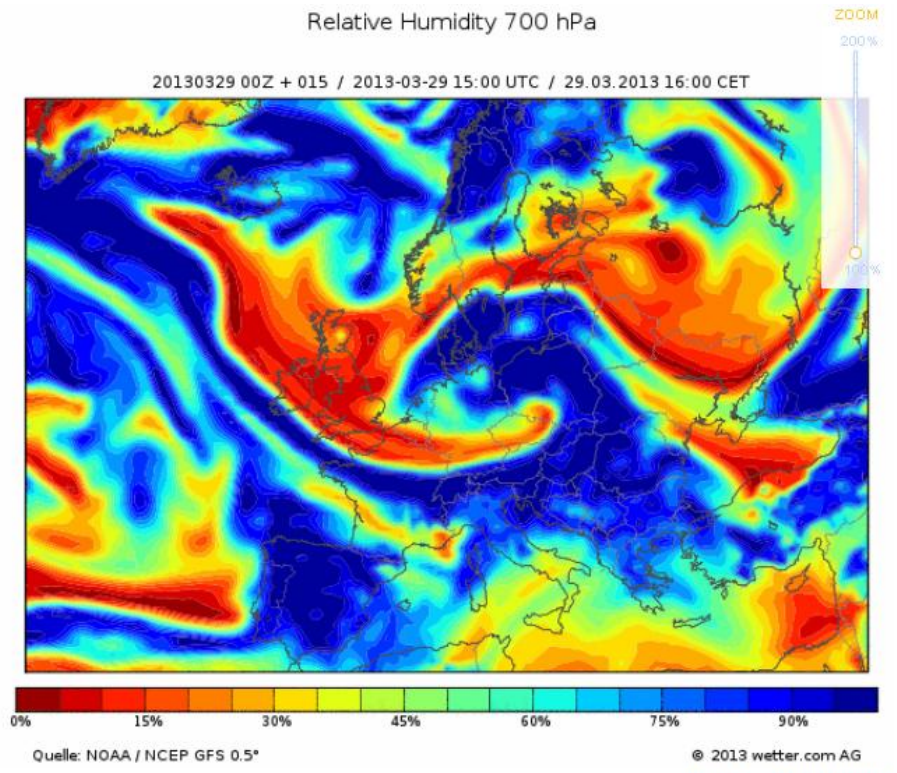 Relative Humidity 700 hPa
ZOOM
200%
20130329 00Z + 015 / 2013-03-29 15:00 UTC / 29.03.2013 16:00 CET
100%
0% 15% 30% 45% 60% 75% 90%
Quelle: NOAA / NCEP GFS 0.5° © 2013 wetter.com AG